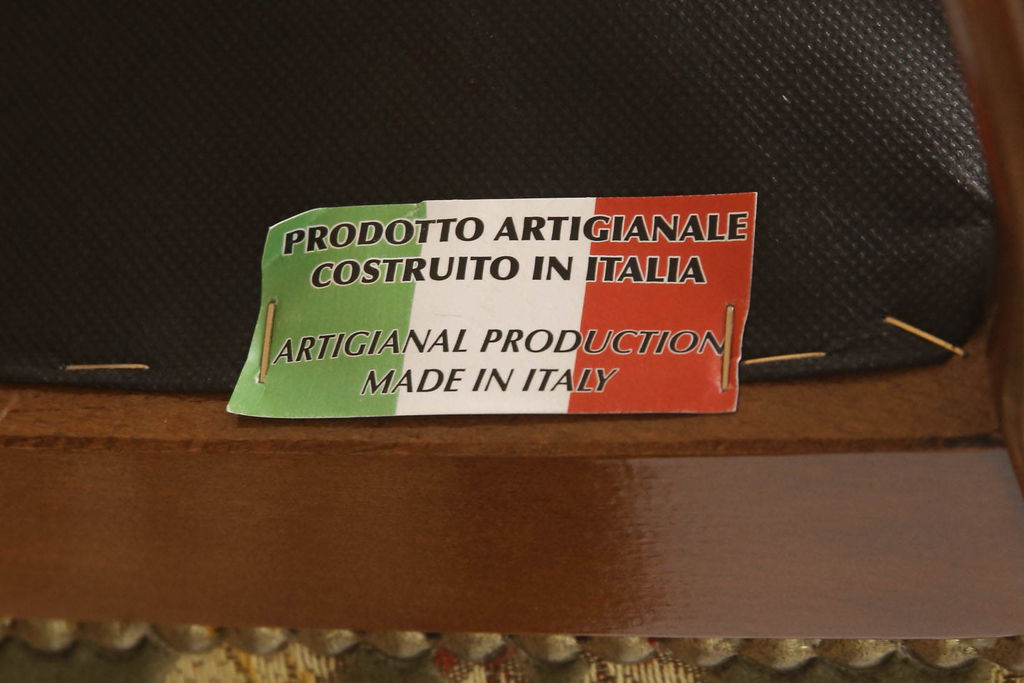 PRODOTTO ARTIGIANALE
COSTRUITO IN ITALIA
ARTIGIANAL PRODUCTION
MADE IN ITALY